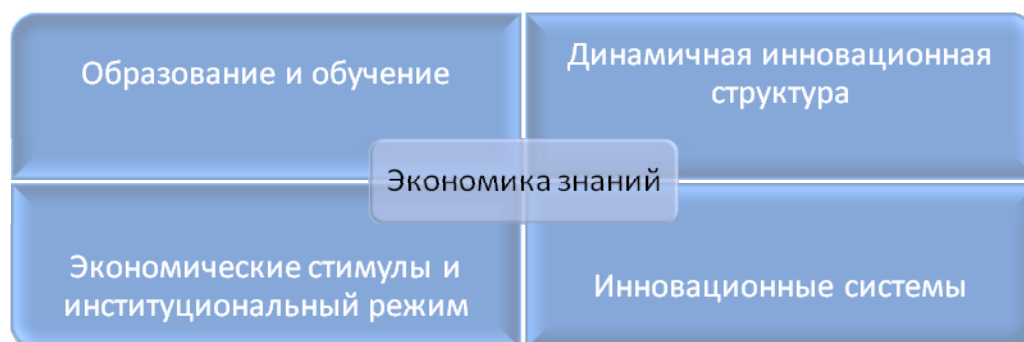 Образование и обучение
Динамичная инновационная
структура
Экономика знаний
Экономические стимулы и
институциональный режим
Инновационные системы